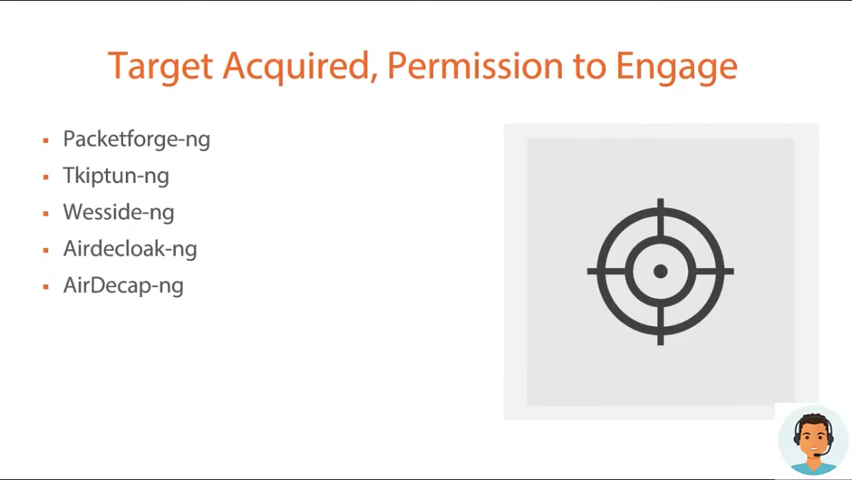 Target Acquired, Permission to Engage
Packetforge-ng
Tkiptun-ng
Wesside-ng
Airdecloak-ng
AirDecap-ng